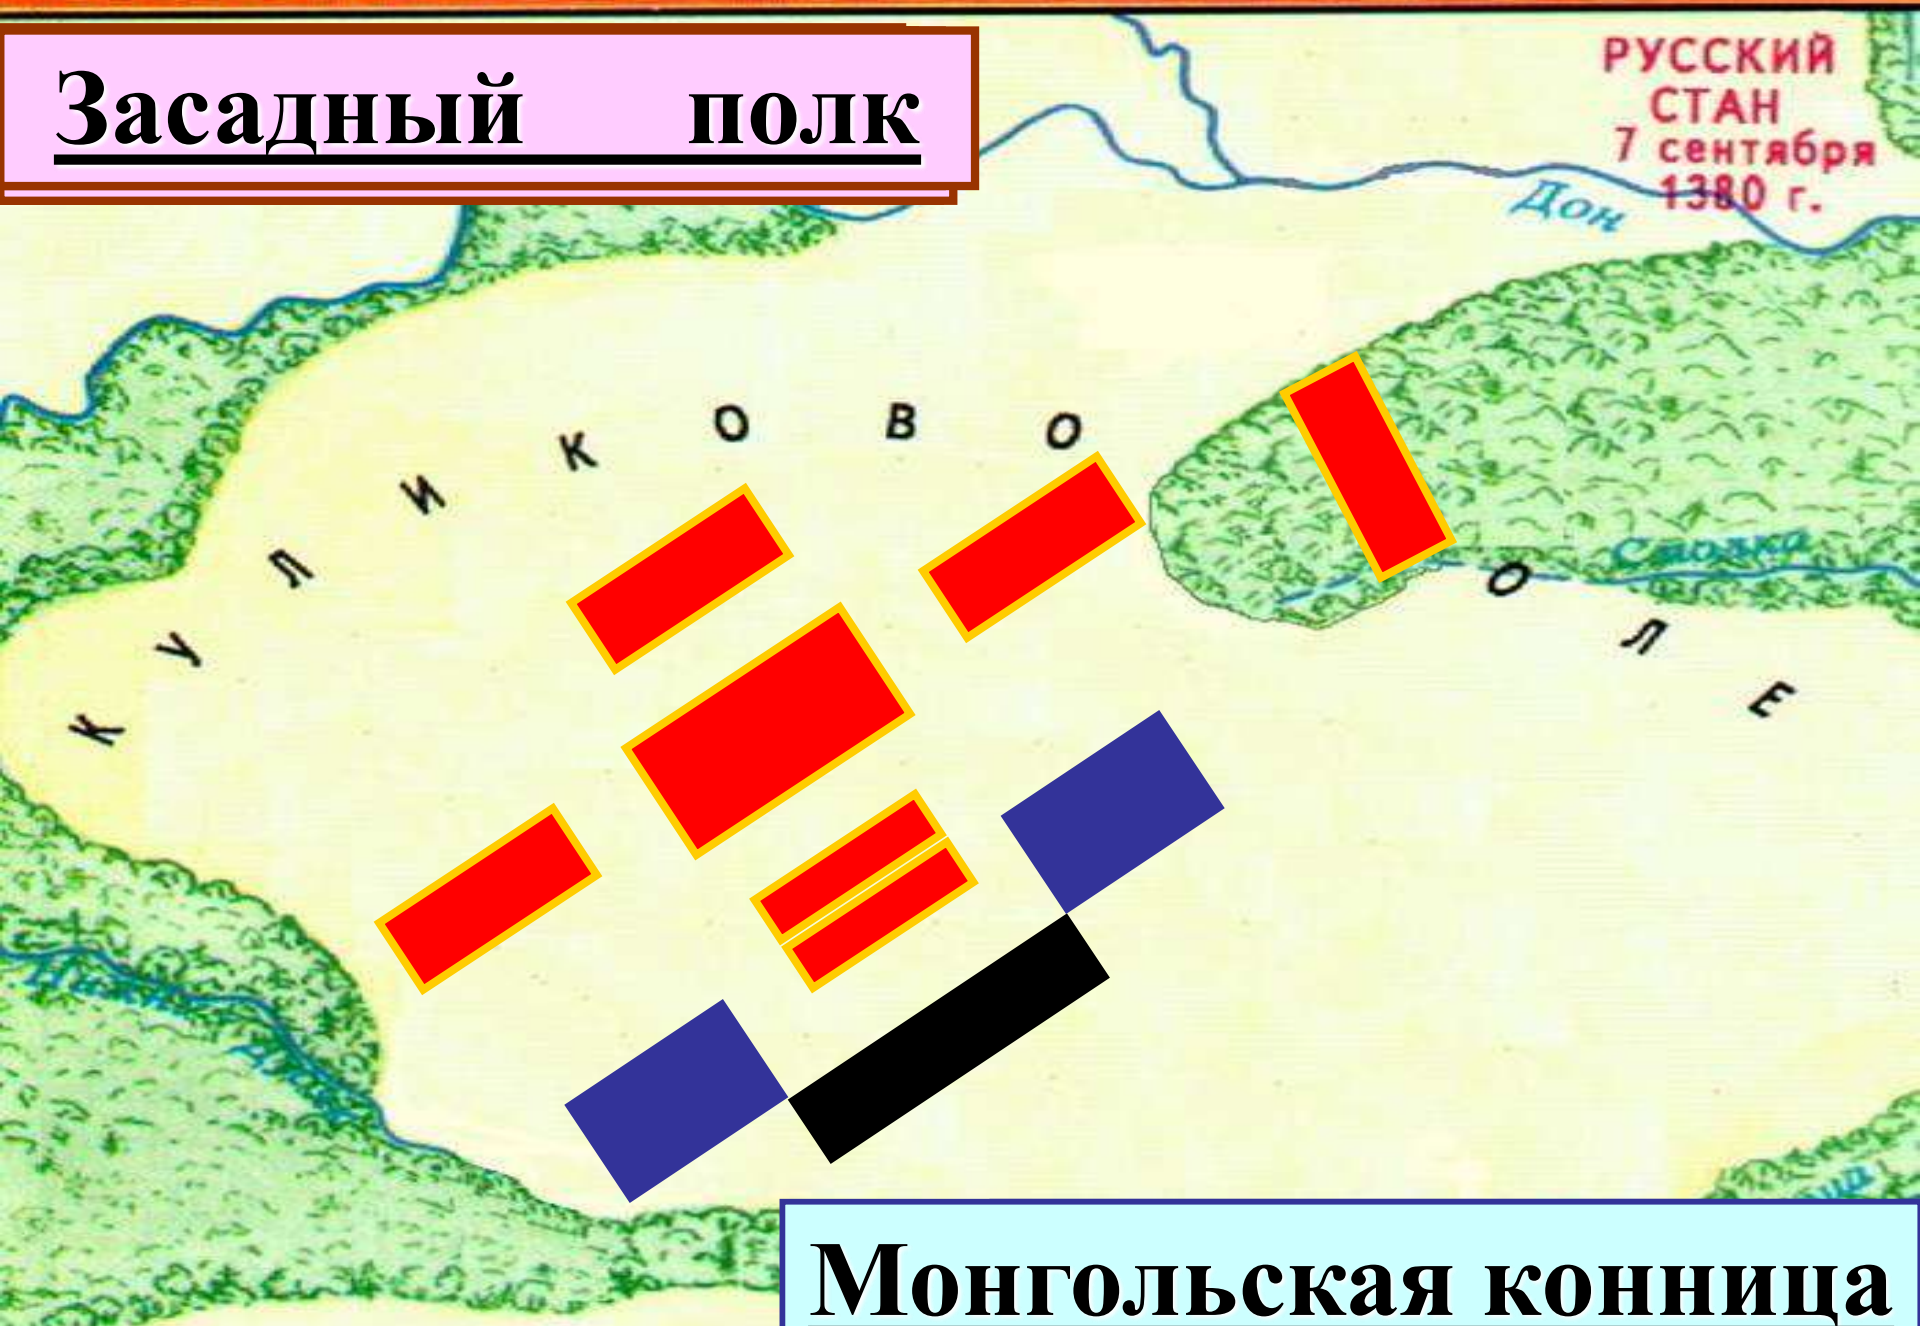 Засадный полк
РУССКИЙ
СТАН
7 сентября
1380 г.
Дон
КУЛИКОВО
Смолка
ПОЛЕ
Монгольская конница